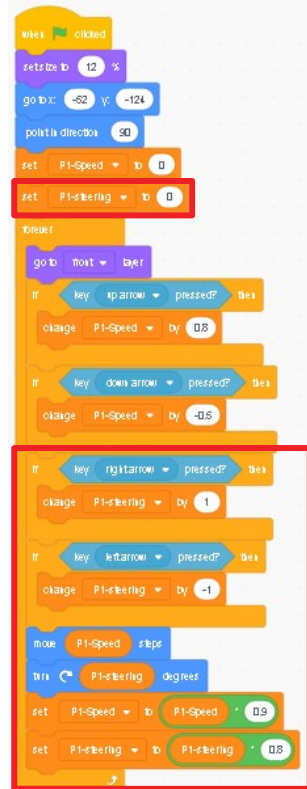 when clicked
set size to 12 %
go to x: -52 y: -124
point in direction 90
set P1-Speed to 0
set P1-steering to 0
forever
go to front layer
if key up arrow pressed? then
change P1-Speed by 0.8
if key down arrow pressed? then
change P1-Speed by -0.5
if key right arrow pressed? then
change P1-steering by 1
if key left arrow pressed? then
change P1-steering by -1
move P1-Speed steps
turn P1-steering degrees
set P1-Speed to P1-Speed * 0.9
set P1-steering to P1-steering * 0.8